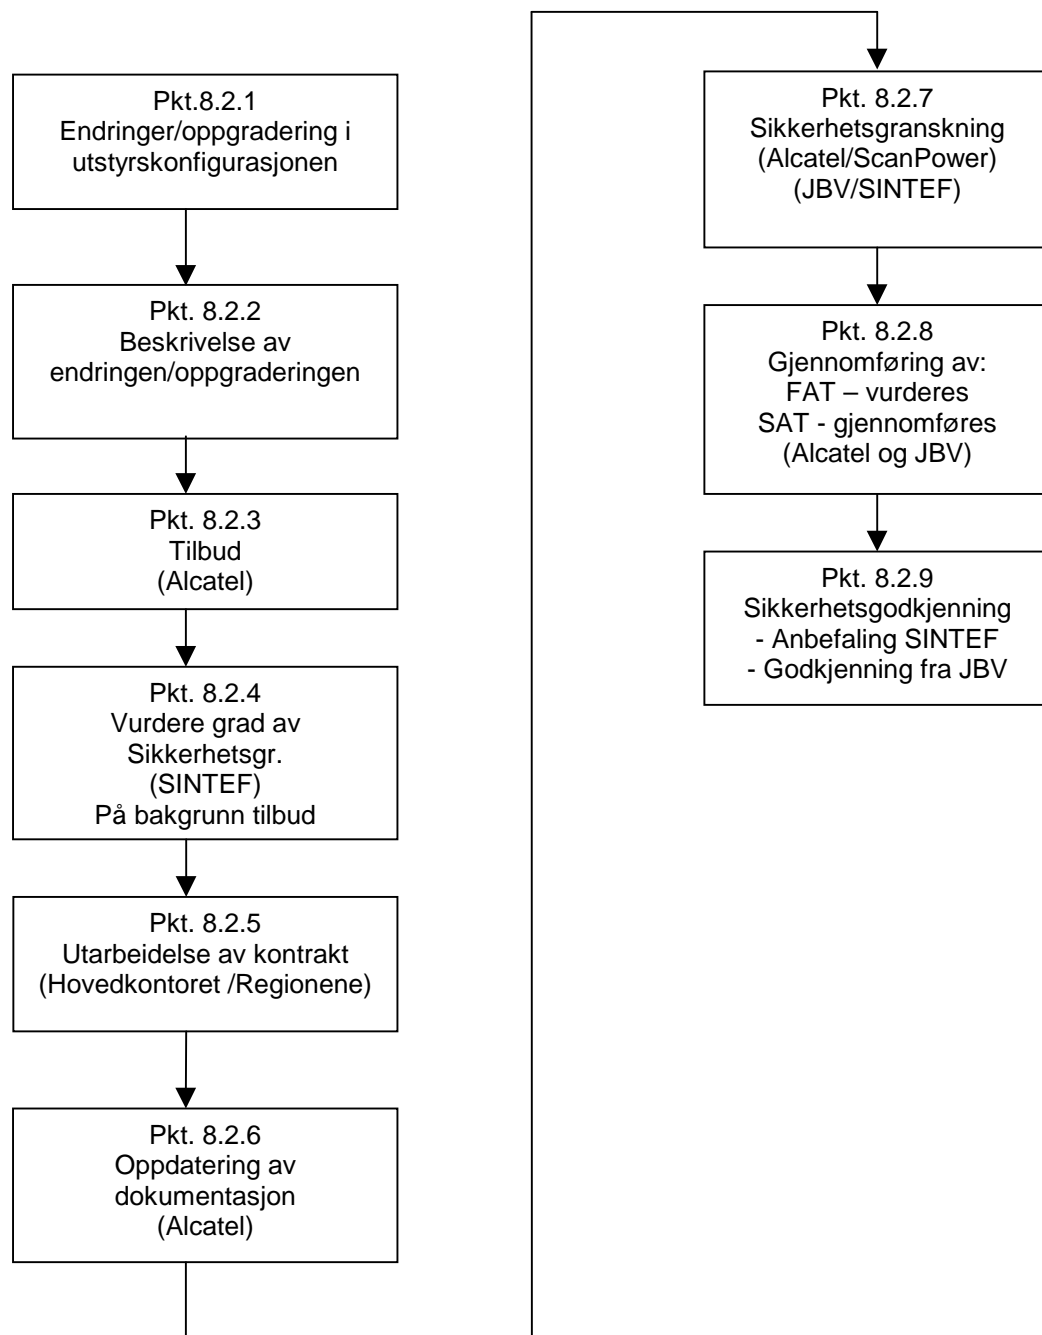 Pkt.8.2.1
Endringer/oppgradering i
utstyrskonfigurasjonen
Pkt. 8.2.2
Beskrivelse av
endringen/oppgraderingen
Pkt. 8.2.3
Tilbud
(Alcatel)
Pkt. 8.2.4
Vurdere grad av
Sikkerhetsgr.
(SINTEF)
På bakgrunn tilbud
Pkt. 8.2.5
Utarbeidelse av kontrakt
(Hovedkontoret /Regionene)
Pkt. 8.2.6
Oppdatering av
dokumentasjon
(Alcatel)
Pkt. 8.2.7
Sikkerhetsgranskning
(Alcatel/ScanPower)
(JBV/SINTEF)
Pkt. 8.2.8
Gjennomføring av:
FAT – vurderes
SAT - gjennomføres
(Alcatel og JBV)
Pkt. 8.2.9
Sikkerhetsgodkjenning
- Anbefaling SINTEF
- Godkjenning fra JBV